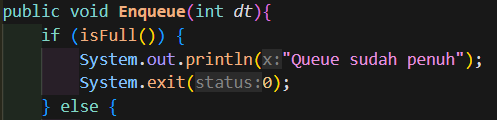 public void Enqueue(int dt){
if (isFull()) {
System.out.println(x:"Queue sudah penuh");
System.exit(status:0);
} else {